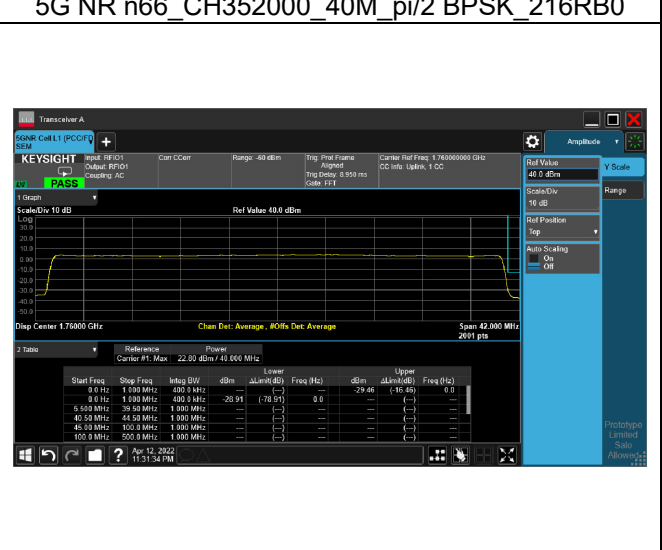 5G NR n66_CH352000_40M_pi/2 BPSK_216RB0
Transceiver A
5GNR Cell L1 (PCC/FD
SEM
+
Amplitude
KEYSIGHT
LV PASS
Input: RFIO1
Output: RFIO1
Coupling: AC
Corr CCorr
Range: -60 dBm
Trig: Prot Frame
Aligned
Trig Delay: 8.950 ms
Gate: FFT
Carrier Ref Freq: 1.760000000 GHz
CC Info: Uplink, 1 CC
Ref Value
40.0 dBm
Y Scale
Scale/Div
10 dB
Range
Ref Position
Top
Auto Scaling
On
Off
1 Graph
Scale/Div 10 dB Ref Value 40.0 dBm
Log
30.0
20.0
10.0
0.00
-10.0
-20.0
-30.0
-40.0
-50.0
Disp Center 1.76000 GHz Chan Det: Average , #Offs Det: Average Span 42.000 MHz
2001 pts
2 Table
Reference Power
Carrier #1: Max 22.80 dBm / 40.000 MHz
Lower Upper
Start Freq Stop Freq Integ BW dBm ΔLimit(dB) Freq (Hz) dBm ΔLimit(dB) Freq (Hz)
0.0 Hz 1.000 MHz 400.0 kHz --- (---) --- -29.46 (-16.46) 0.0
0.0 Hz 1.000 MHz 400.0 kHz -28.91 (-78.91) 0.0 --- (---) ---
5.500 MHz 39.50 MHz 1.000 MHz --- (---) --- --- (---) ---
40.50 MHz 44.50 MHz 1.000 MHz --- (---) --- --- (---) ---
45.00 MHz 100.0 MHz 1.000 MHz --- (---) --- --- (---) ---
100.0 MHz 500.0 MHz 1.000 MHz --- (---) --- --- (---) ---
Prototype
Limited
Sale
Allowed
? Apr 12, 2022
11:31:34 PM